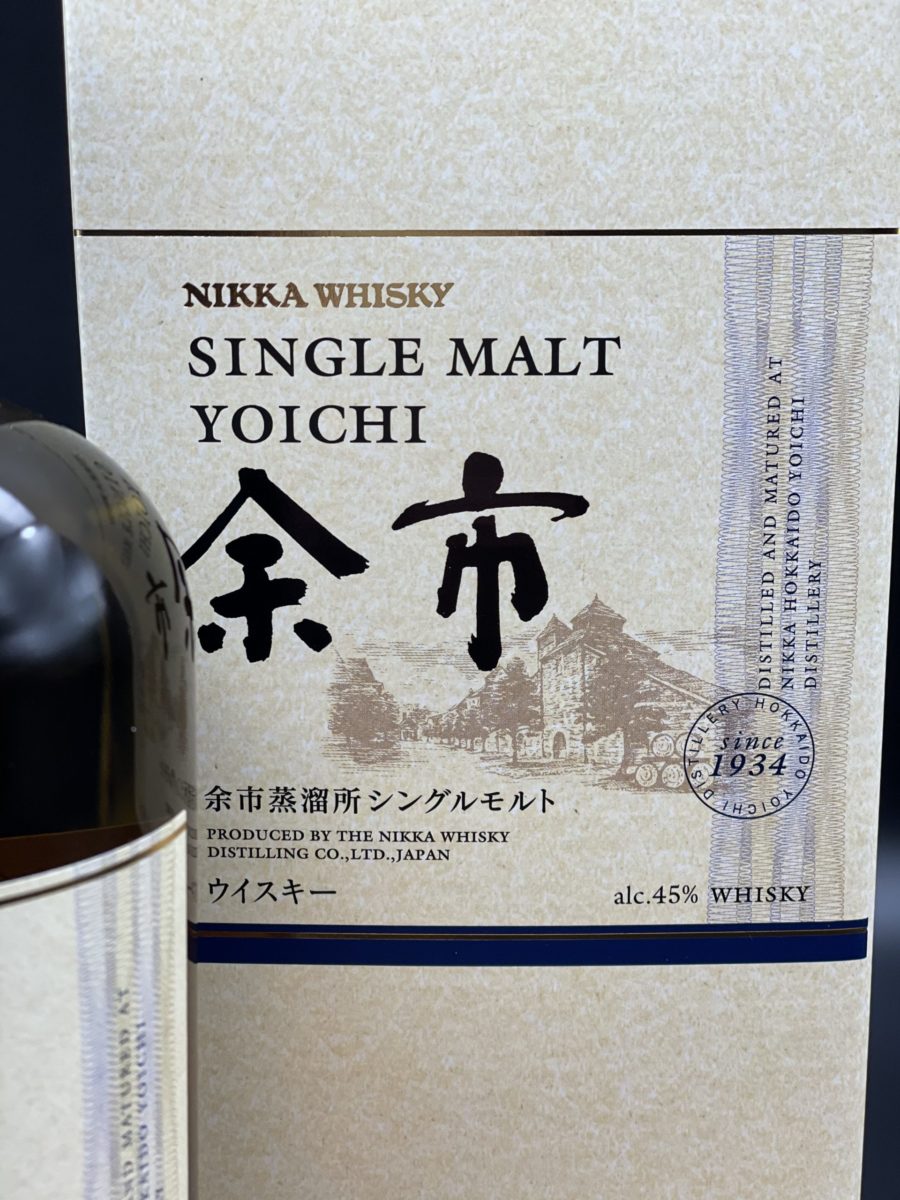 NIKKA WHISKY
SINGLE MALT
YOICHI
余市
DISTILLED AND MATURED AT
NIKKA HOKKAIDO YOICHI
DISTILLERY
DISTILLERY HOKKAIDO YOICHI
since
1934
余市蒸溜所シングルモルト
PRODUCED BY THE NIKKA WHISKY
DISTILLING CO.,LTD.,JAPAN
ウイスキー
alc.45% WHISKY